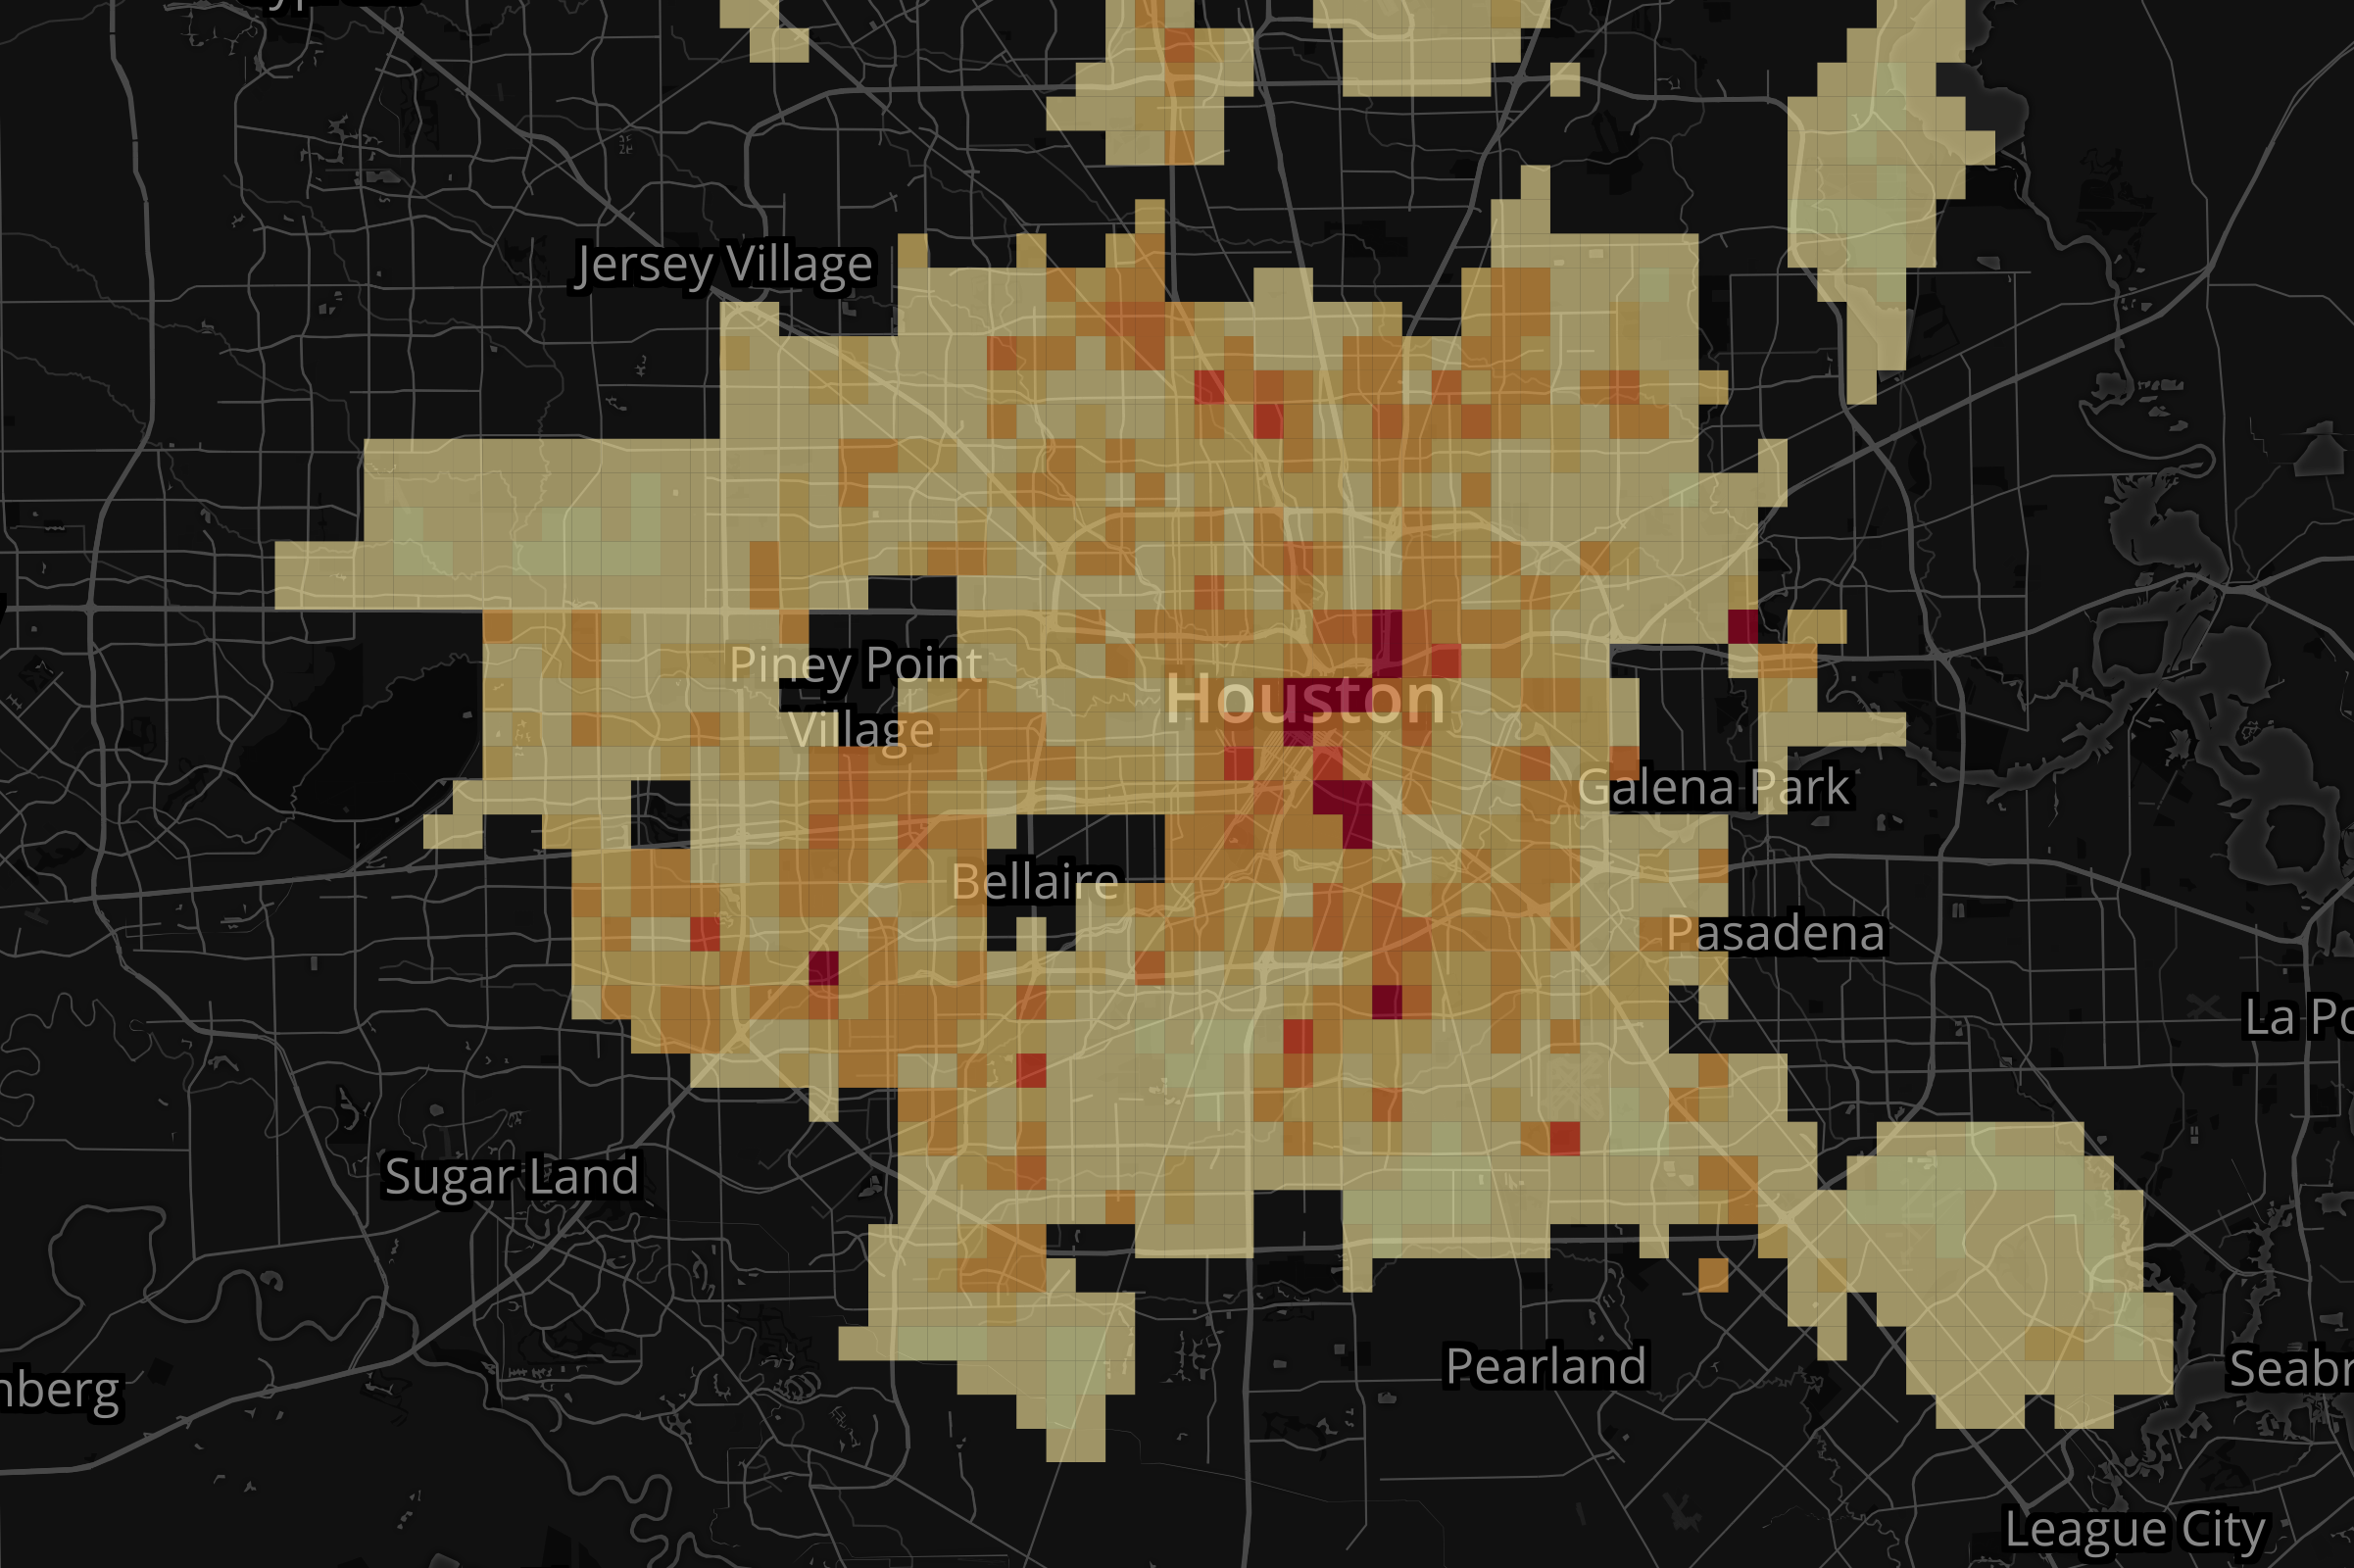 Jersey Village
Piney Point
Village
Houston
Galena Park
Bellaire
Pasadena
La Po
Sugar Land
Pearland
nberg
Seabr
League City